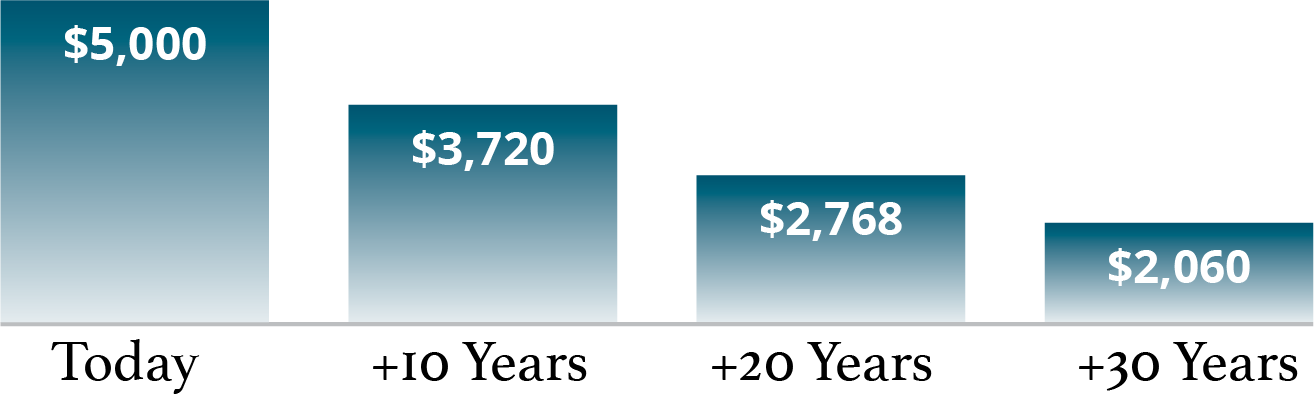 $5,000
$3,720
$2,768
$2,060
Today
+10 Years
+20 Years
+30 Years